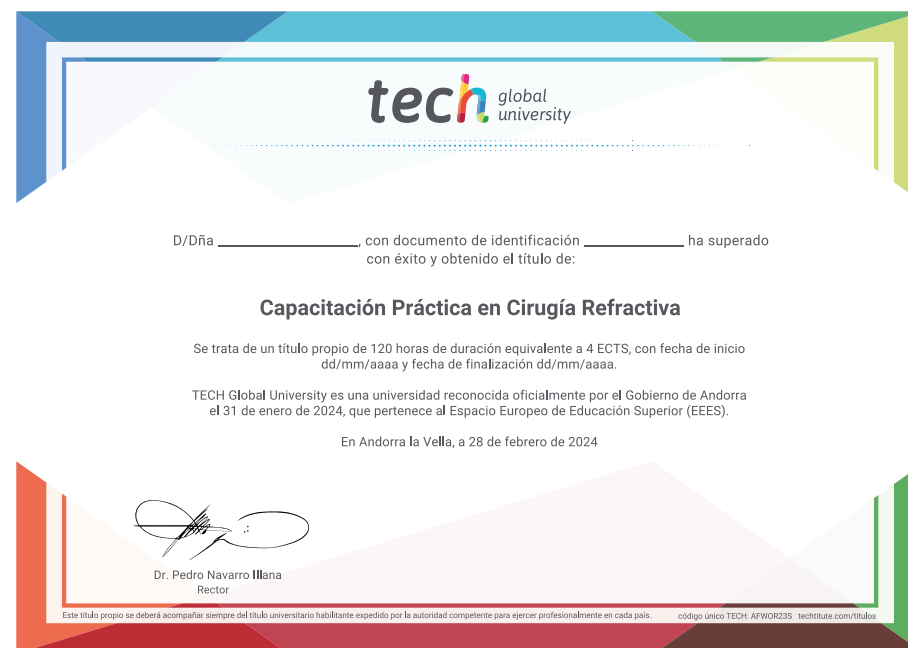 tech global university
D/Dña ____________________, con documento de identificación ______________ ha superado
con éxito y obtenido el título de:
Capacitación Práctica en Cirugía Refractiva
Se trata de un título propio de 120 horas de duración equivalente a 4 ECTS, con fecha de inicio
dd/mm/aaaa y fecha de finalización dd/mm/aaaa.
TECH Global University es una universidad reconocida oficialmente por el Gobierno de Andorra
el 31 de enero de 2024, que pertenece al Espacio Europeo de Educación Superior (EEES).
En Andorra la Vella, a 28 de febrero de 2024
Dr. Pedro Navarro Illana
Rector
Este título propio se deberá acompañar siempre del título universitario habilitante expedido por la autoridad competente para ejercer profesionalmente en cada país. código único TECH: AFWOR23S techtitute.com/titulos